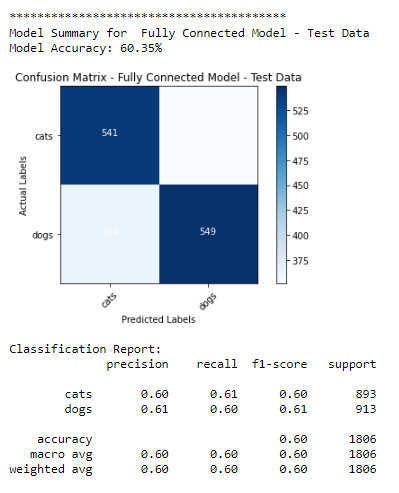 ****************************************
Model Summary for  Fully Connected Model - Test Data
Model Accuracy: 60.35%
Confusion Matrix - Fully Connected Model - Test Data
cats
dogs
Actual Labels
541
549
cats
dogs
Predicted Labels
525
500
475
450
425
400
375
Classification Report:
precision recall f1-score support
cats 0.60 0.61 0.60 893
dogs 0.61 0.60 0.61 913
accuracy 0.60 1806
macro avg 0.60 0.60 0.60 1806
weighted avg 0.60 0.60 0.60 1806